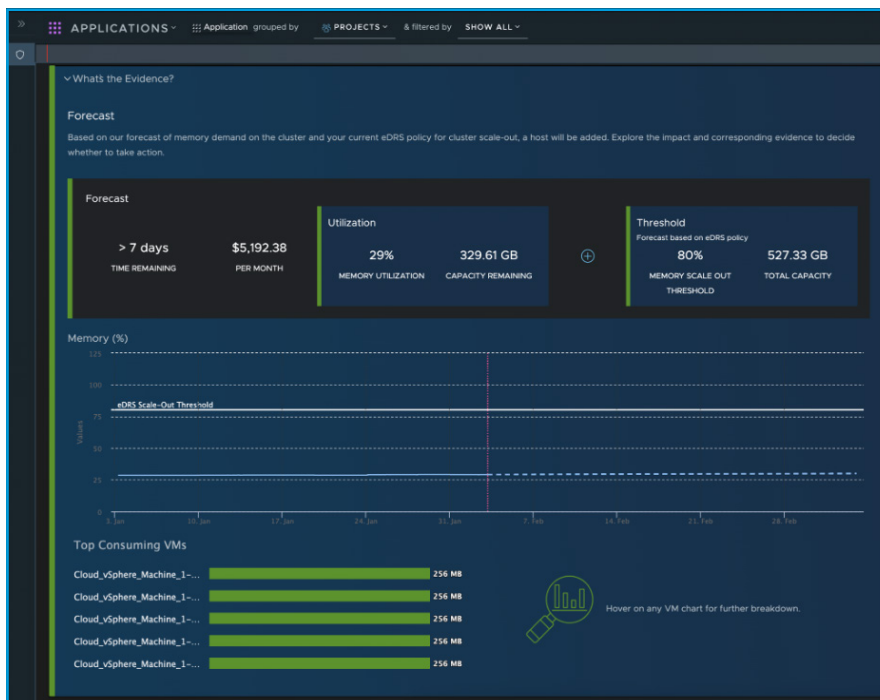 APPLICATIONS
Application grouped by PROJECTS & filtered by SHOW ALL
What's the Evidence?
Forecast
Based on our forecast of memory demand on the cluster and your current eDRS policy for cluster scale-out, a host will be added. Explore the impact and corresponding evidence to decide
whether to take action.
Forecast
> 7 days
TIME REMAINING
$5,192.38
PER MONTH
Utilization
29%
MEMORY UTILIZATION
329.61 GB
CAPACITY REMAINING
Threshold
Forecast based on eDRS policy
80%
MEMORY SCALE OUT
THRESHOLD
527.33 GB
TOTAL CAPACITY
Memory (%)
Values
125
100
eDRS Scale-Out Threshold
75
50
25
0
3. Jan
10. Jan
17. Jan
24. Jan
31. Jan
7. Feb
14. Feb
21. Feb
28. Feb
Top Consuming VMs
Cloud_vSphere_Machine_1-... 256 MB
Cloud_vSphere_Machine_1-... 256 MB
Cloud_vSphere_Machine_1-... 256 MB
Cloud_vSphere_Machine_1-... 256 MB
Cloud_vSphere_Machine_1-... 256 MB
Hover on any VM chart for further breakdown.